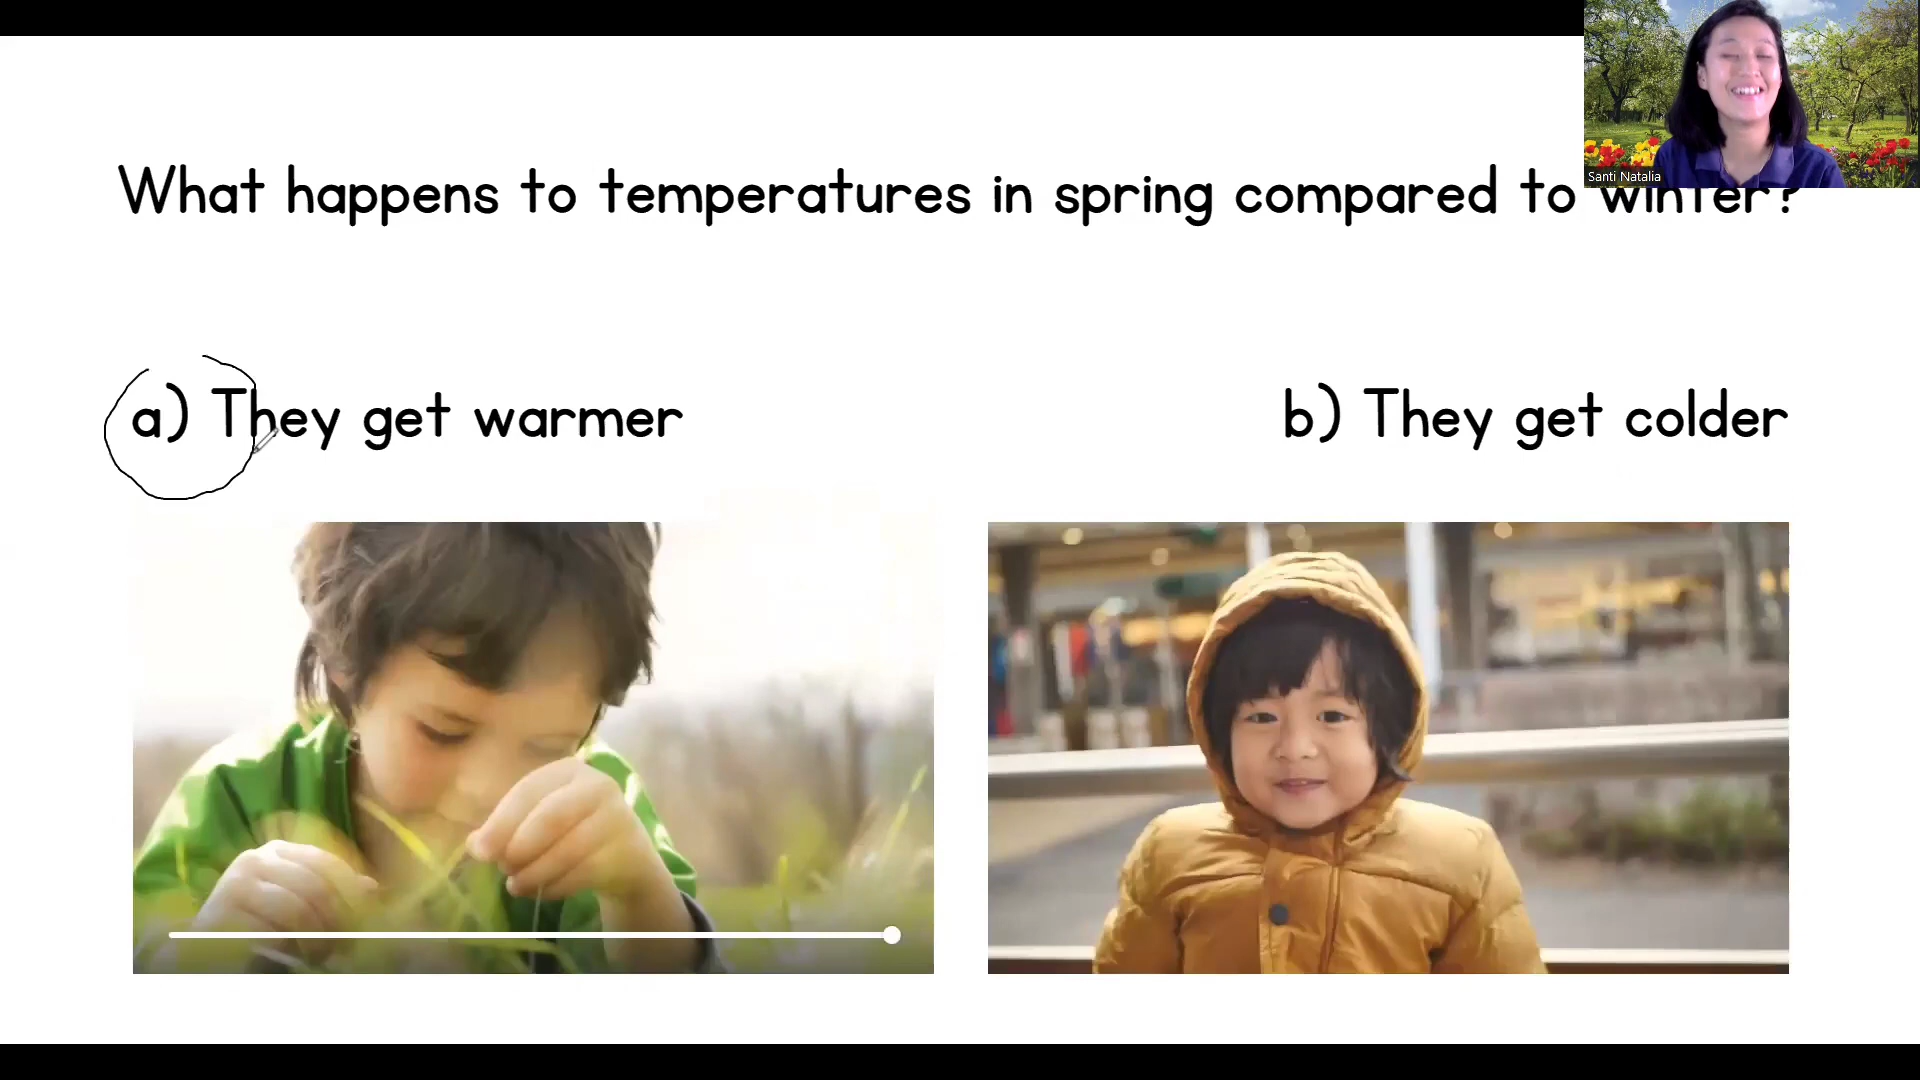 Santi Natalia
What happens to temperatures in spring compared to winter?
a) They get warmer
b) They get colder